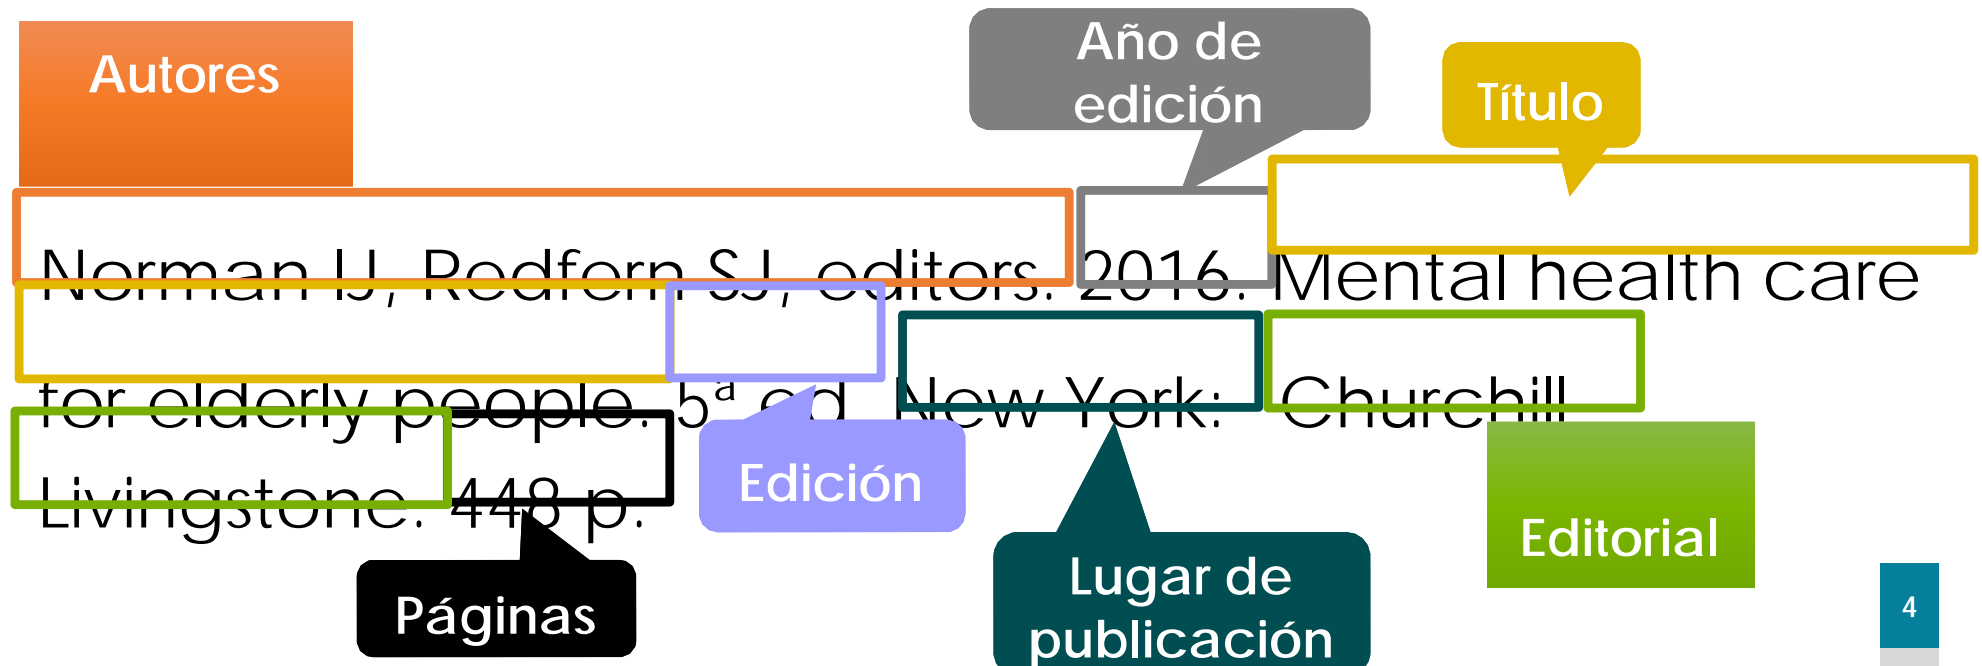 Autores
Año de
edición
Título
Norman IJ, Redfern SJ, editors. 2016. Mental health care
for elderly people. 5ª ed. New York: Churchill
Livingstone. 448 p.
Edición
Editorial
Páginas
Lugar de
publicación
4